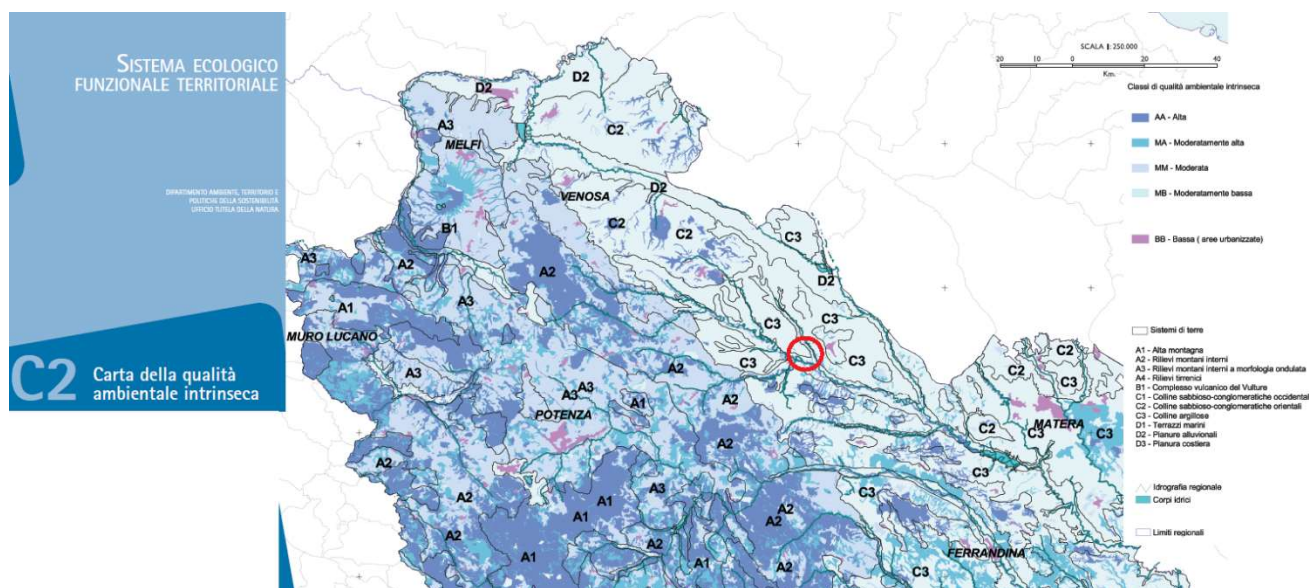 SISTEMA ECOLOGICO
FUNZIONALE TERRITORIALE
DIPARTIMENTO AMBIENTE, TERRITORIO E
POLITICHE DELLA SOSTENIBILITÀ
UFFICIO TUTELA DELLA NATURA
C2
Carta della qualità
ambientale intrinseca
SCALA 1: 250.000
20 10 0 20 40
Km.
Classi di qualità ambientale intrinseca
AA - Alta
MA - Moderatamente alta
MM - Moderata
MB - Moderatamente bassa
BB - Bassa ( aree urbanizzate)
Sistemi di terre
A1 - Alta montagna
A2 - Rilievi montani interni
A3 - Rilievi montani interni a morfologia ondulata
A4 - Rilievi tirrenici
B1 - Complesso vulcanico del Vulture
C1 - Colline sabbioso-conglomeratiche occidental
C2 - Colline sabbioso-conglomeratiche orientali
C3 - Colline argillose
D1 - Terrazzi marini
D2 - Planure alluvionali
D3 - Planura costiera
Idrografia regionale
Corpi idrici
Limiti regionali
D2
D2
A3
C2
MELFI
D2
VENOSA
C2
C2
C3
B1
A3
A2
A2
D2
A3
A1
C3
C3
MURO LUCANO
C3
C3
C2
C2
C3
A3
A2
A3
A1
A2
POTENZA
MATERA
C2
C3
C3
A2
A3
C3
A1
A2
C3
A2
A1
A2
A2
FERRANDINA
A2
A1
A1
A2
C3